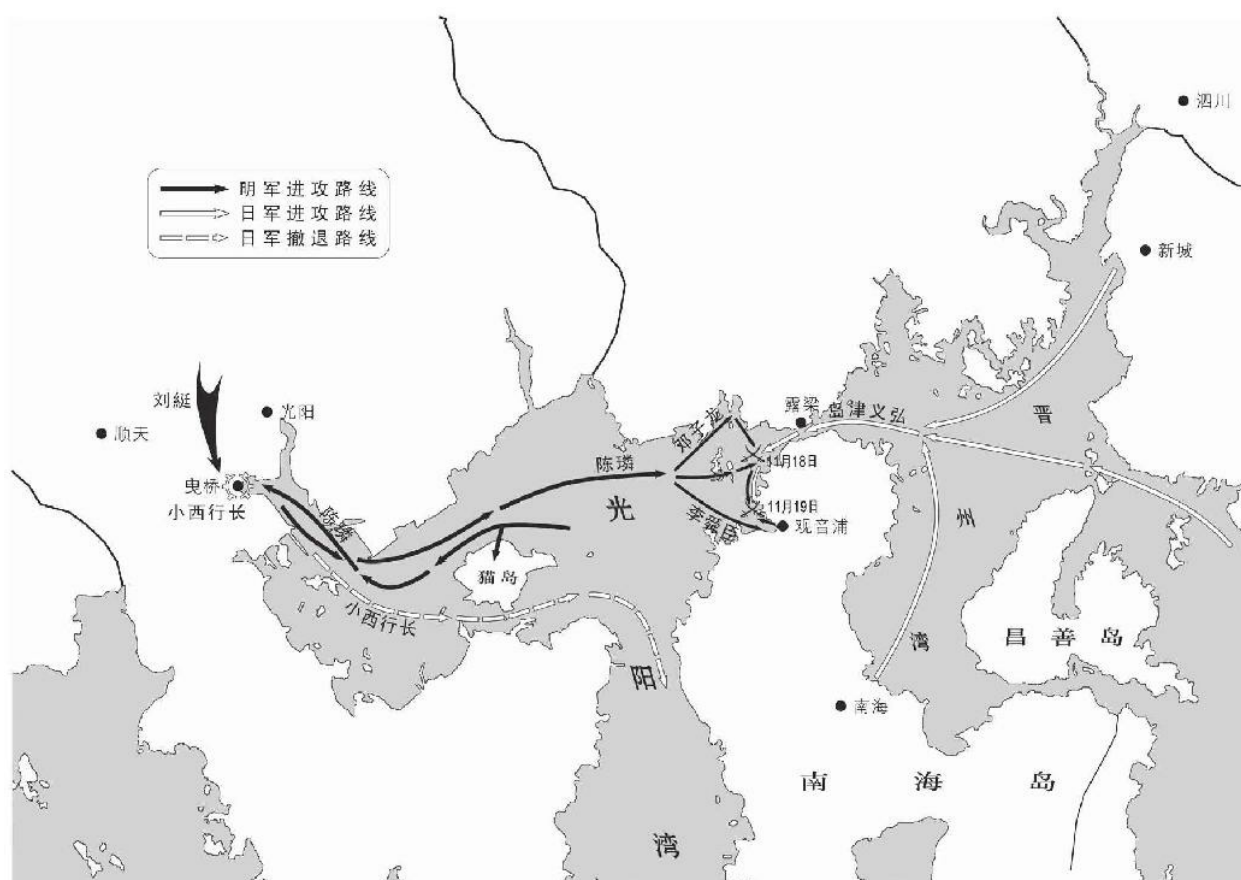 泗川
明军进攻路线
日军进攻路线
日军撤退路线
新城
刘綎
光阳
顺天
露梁
岛津义弘
晋
邓子龙
陈璘
11月18日
曳桥
小西行长
陈璘
光
11月19日
李舜臣
观音浦
州
猫岛
小西行长
湾
昌善岛
阳
南海
南海岛
湾